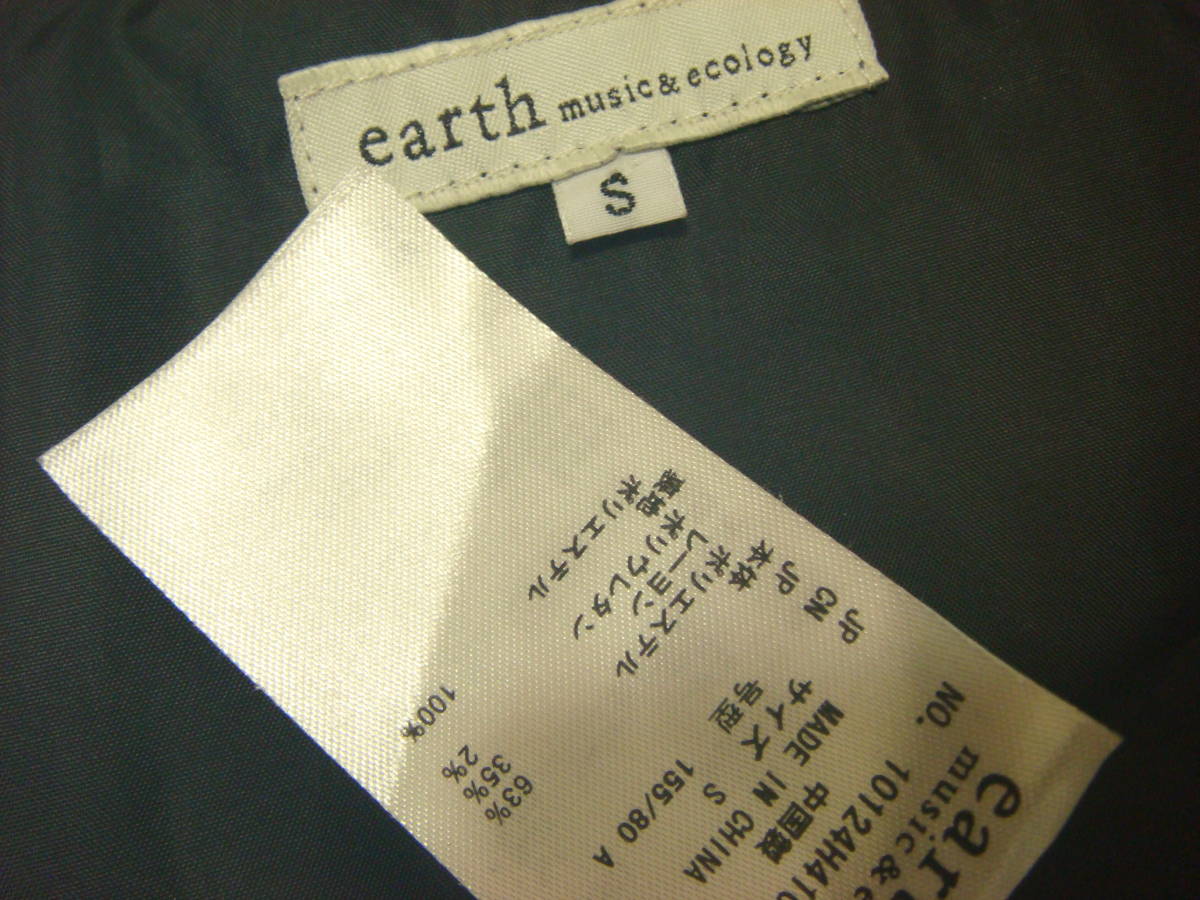 earth music&ecology
S
ear
music & e
NO. 10124H410
JP 中国製
CN MADE IN CHINA
JP サイズ S
号型 155/80 A
本体
ポリエステル 63%
レーヨン 35%
ポリウレタン 2%
裏地
ポリエステル 100%